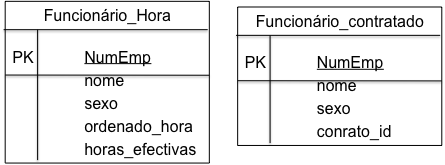 Funcionário_Hora
PK NumEmp
nome
sexo
ordenado_hora
horas_efectivas
Funcionário_contratado
PK NumEmp
nome
sexo
conrato_id